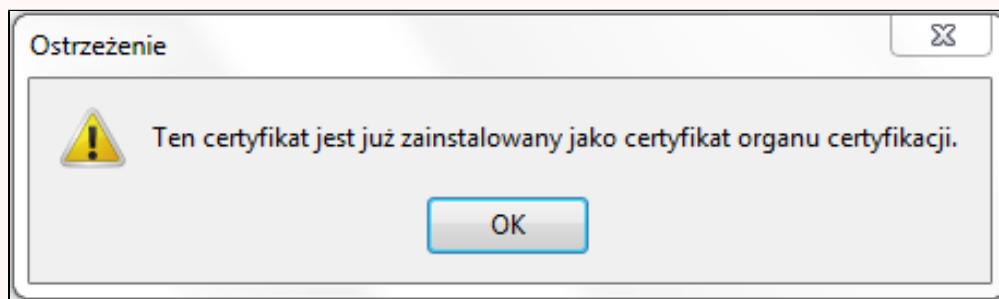 Ostrzeżenie
Ten certyfikat jest już zainstalowany jako certyfikat organu certyfikacji.
OK